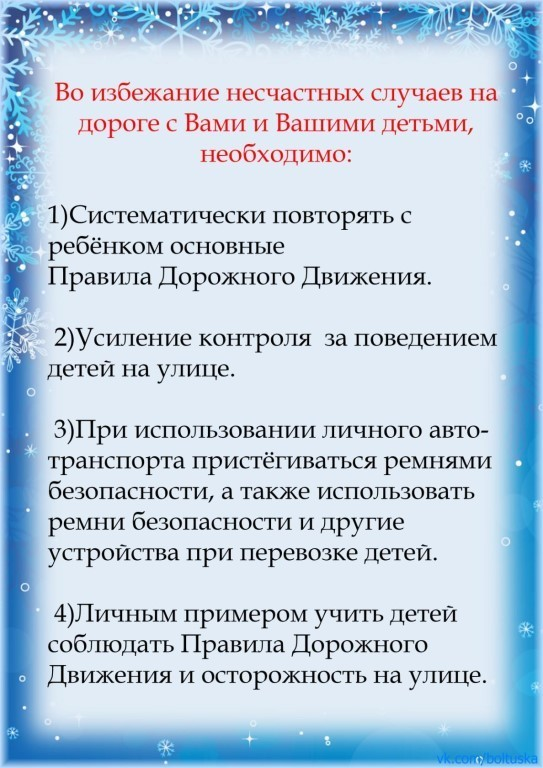 Во избежание несчастных случаев на
дороге с Вами и Вашими детьми,
необходимо:
1)Систематически повторять с
ребёнком основные
Правила Дорожного Движения.
2)Усиление контроля за поведением
детей на улице.
3)При использовании личного авто-
транспорта пристёгиваться ремнями
безопасности, а также использовать
ремни безопасности и другие
устройства при перевозке детей.
4)Личным примером учить детей
соблюдать Правила Дорожного
Движения и осторожность на улице.
vk.com/boltuska